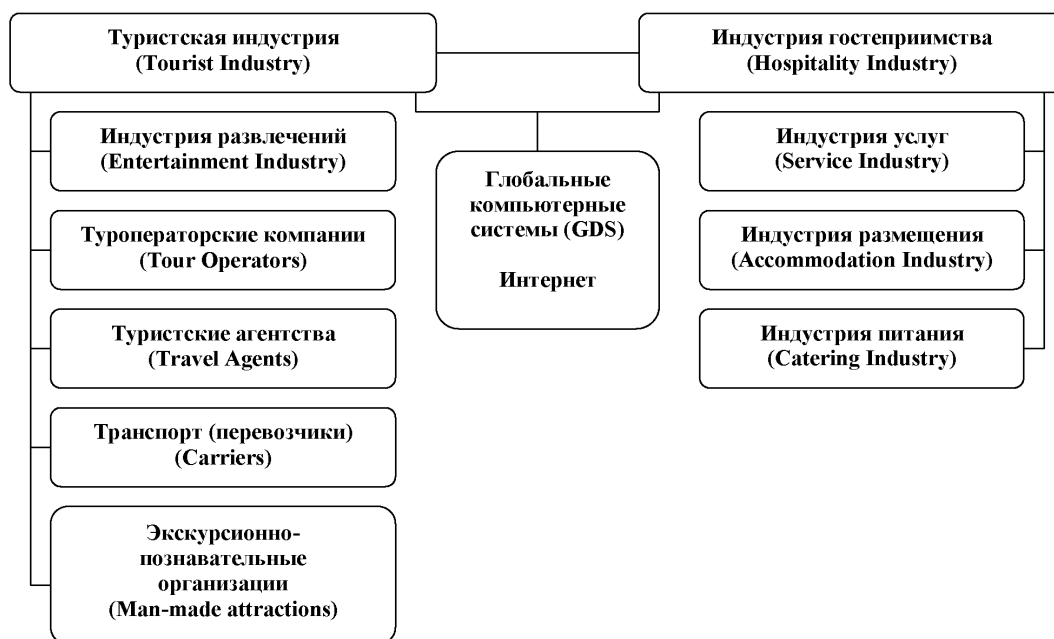 Туристская индустрия
(Tourist Industry)
Индустрия гостеприимства
(Hospitality Industry)
Индустрия развлечений
(Entertainment Industry)
Туроператорские компании
(Tour Operators)
Туристские агентства
(Travel Agents)
Транспорт (перевозчики)
(Carriers)
Экскурсионно-
познавательные
организации
(Man-made attractions)
Глобальные
компьютерные
системы (GDS)
Интернет
Индустрия услуг
(Service Industry)
Индустрия размещения
(Accommodation Industry)
Индустрия питания
(Catering Industry)